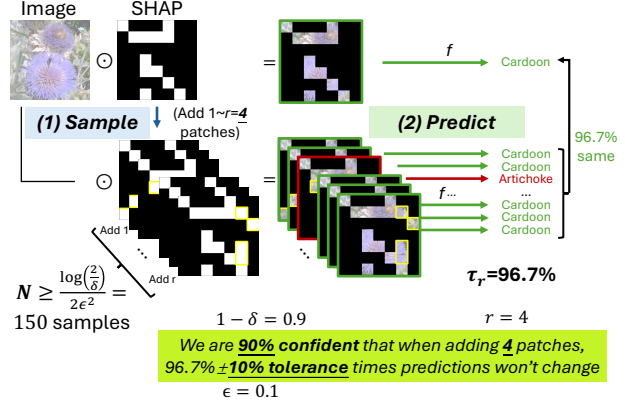 Image
SHAP
⊙
=
f
Cardoon
(1) Sample
(Add 1~r=4
patches)
(2) Predict
96.7%
same
⊙
=
Cardoon
Cardoon
Artichoke
f...
...
Cardoon
Cardoon
Cardoon
Add 1
...
Add r
...
τr=96.7%
N ≥ log(2/δ) / 2ϵ² =
150 samples
1 − δ = 0.9
r = 4
We are 90% confident that when adding 4 patches,
96.7% ±10% tolerance times predictions won't change
ϵ = 0.1